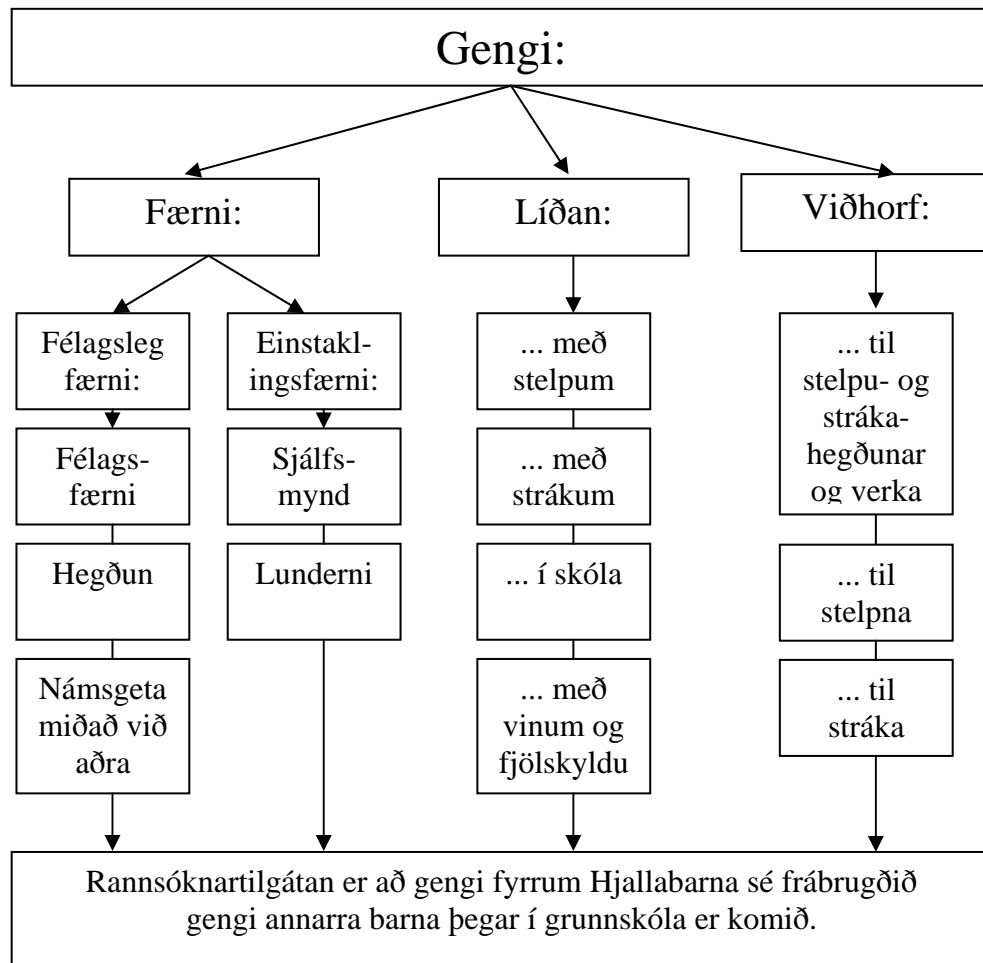 Gengi:
Færni:
Líðan:
Viðhorf:
Félagsleg
færni:
Félags-
færni
Hegðun
Námsgeta
miðað við
aðra
Einstakl-
ingsfærni:
Sjálfs-
mynd
Lunderni
... með
stelpum
... með
strákum
... í skóla
... með
vinum og
fjölskyldu
... til
stelpu- og
stráka-
hegðunar
og verka
... til
stelpna
... til
stráka
Rannsóknartilgátan er að gengi fyrrum Hjallabarna sé frábrugðið
gengi annarra barna þegar í grunnskóla er komið.